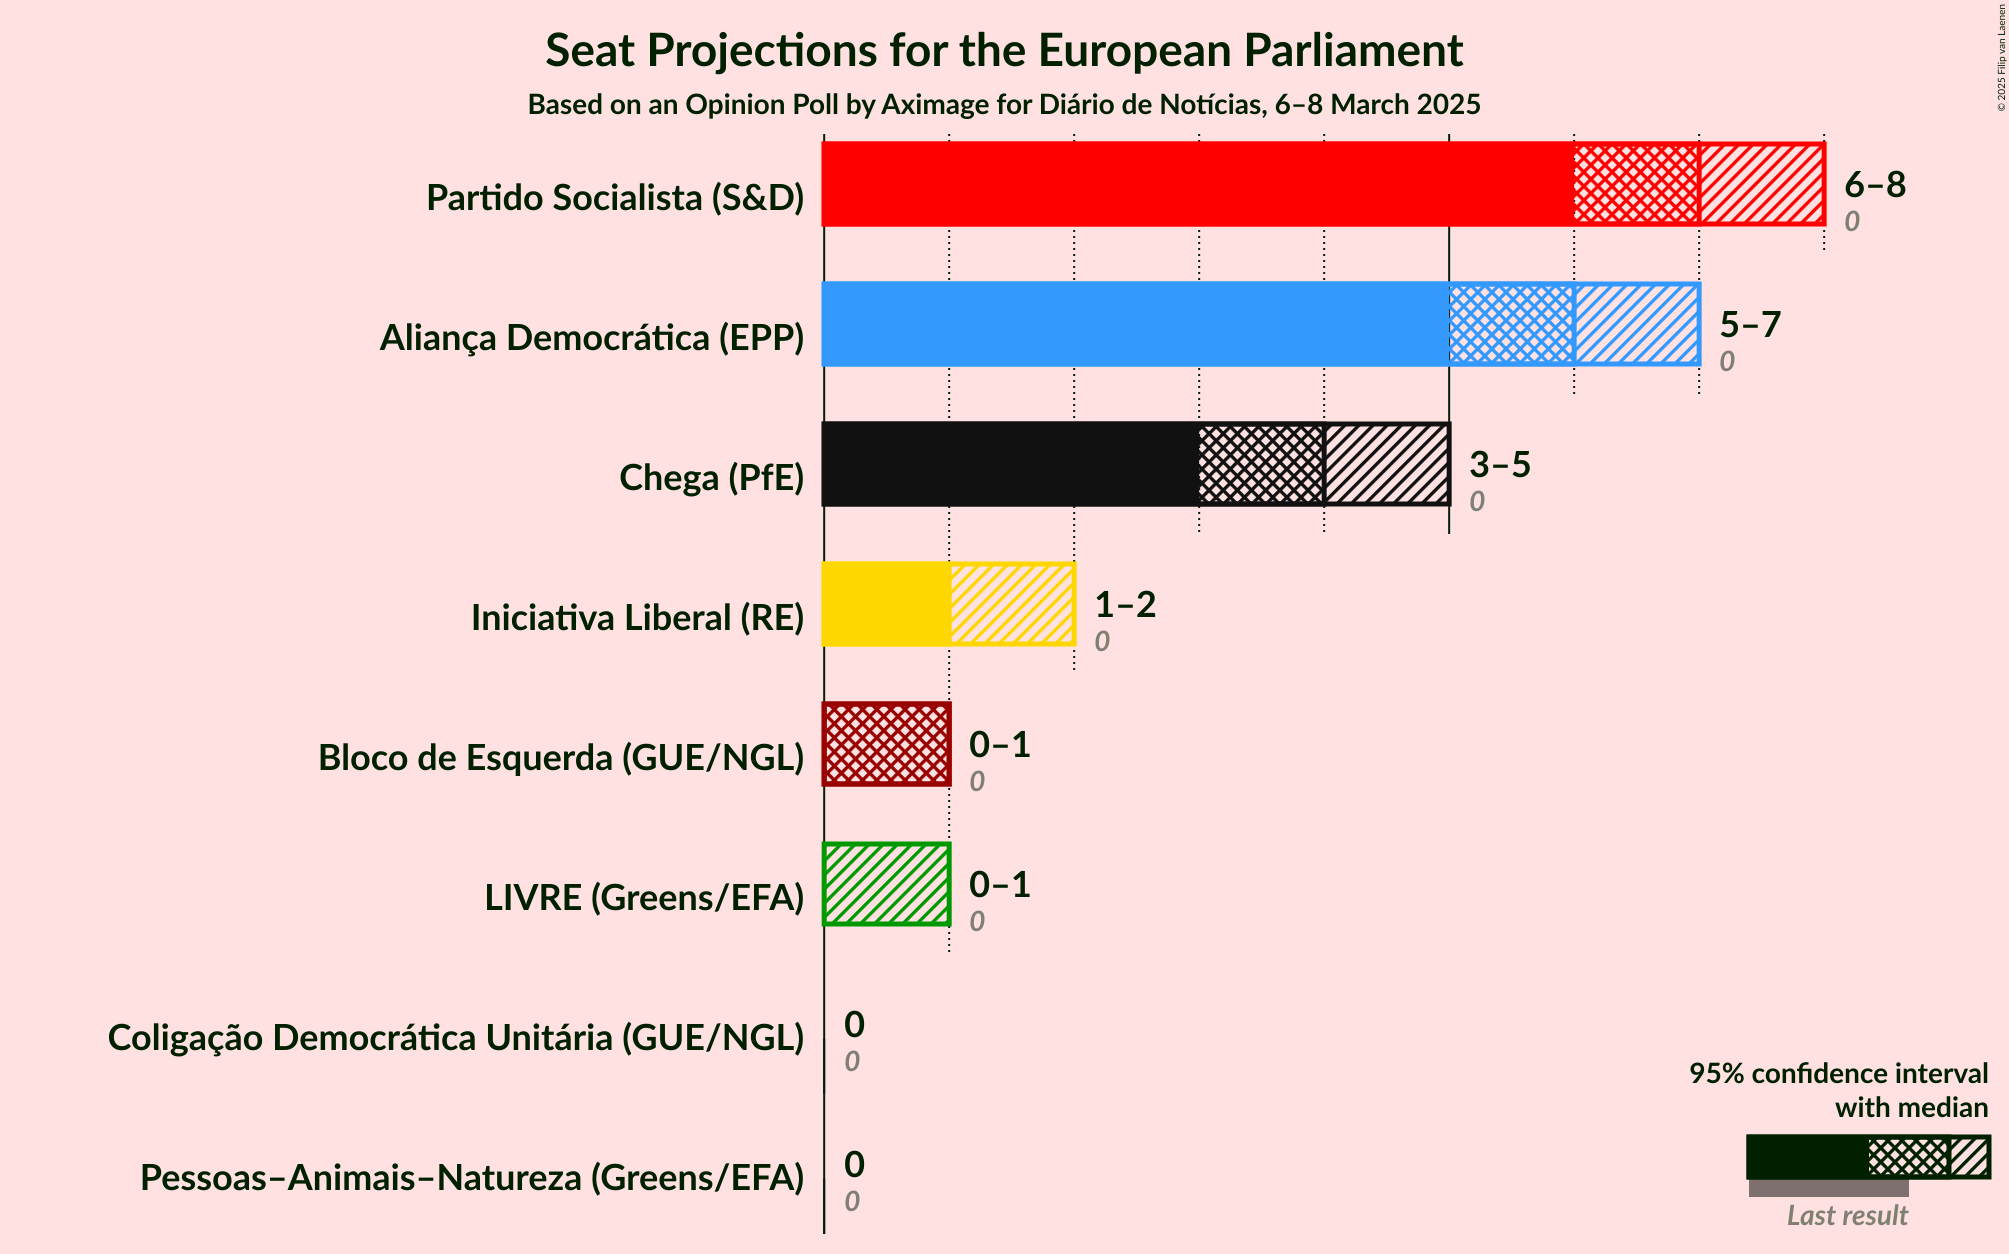 Seat Projections for the European Parliament
Based on an Opinion Poll by Aximage for Diário de Notícias, 6–8 March 2025
© 2025 Filip van Laenen
Partido Socialista (S&D)
6–8
0
Aliança Democrática (EPP)
5–7
0
Chega (PfE)
3–5
0
Iniciativa Liberal (RE)
1–2
0
Bloco de Esquerda (GUE/NGL)
0–1
0
LIVRE (Greens/EFA)
0–1
0
Coligação Democrática Unitária (GUE/NGL)
0
0
Pessoas–Animais–Natureza (Greens/EFA)
0
0
95% confidence interval
with median
Last result